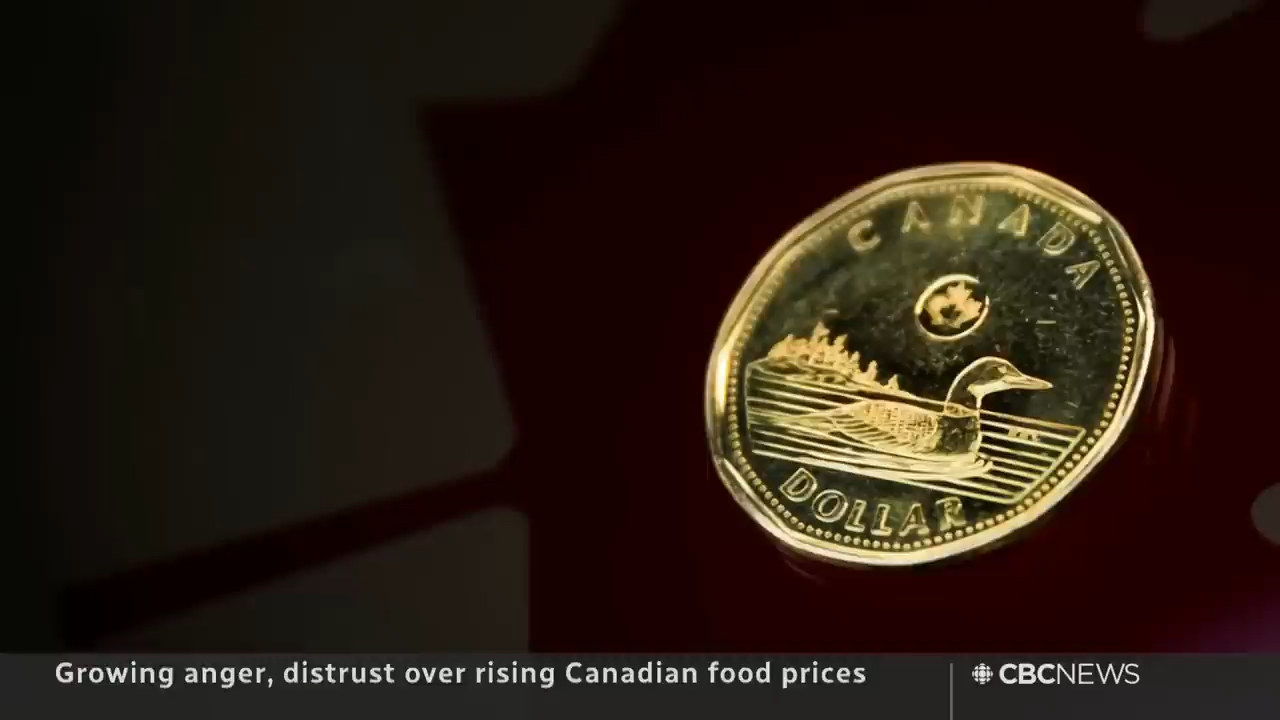 CANADA
DOLLAR
Growing anger, distrust over rising Canadian food prices
CBCNEWS